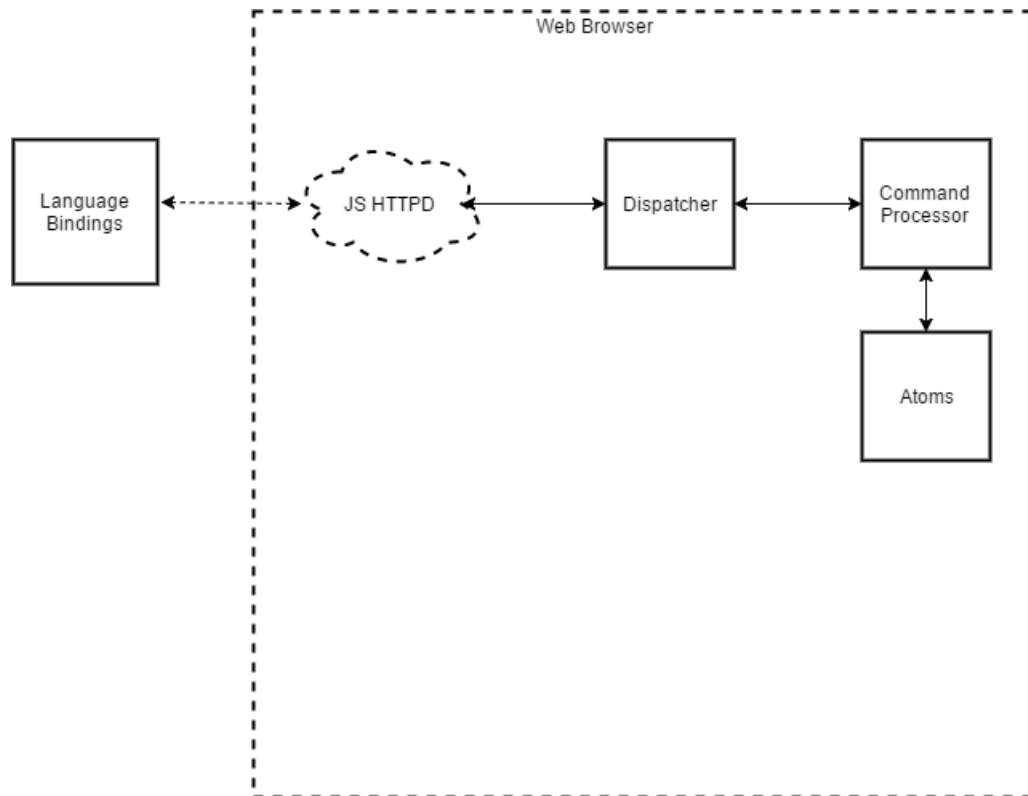 Web Browser
Language
Bindings
JS HTTPD
Dispatcher
Command
Processor
Atoms